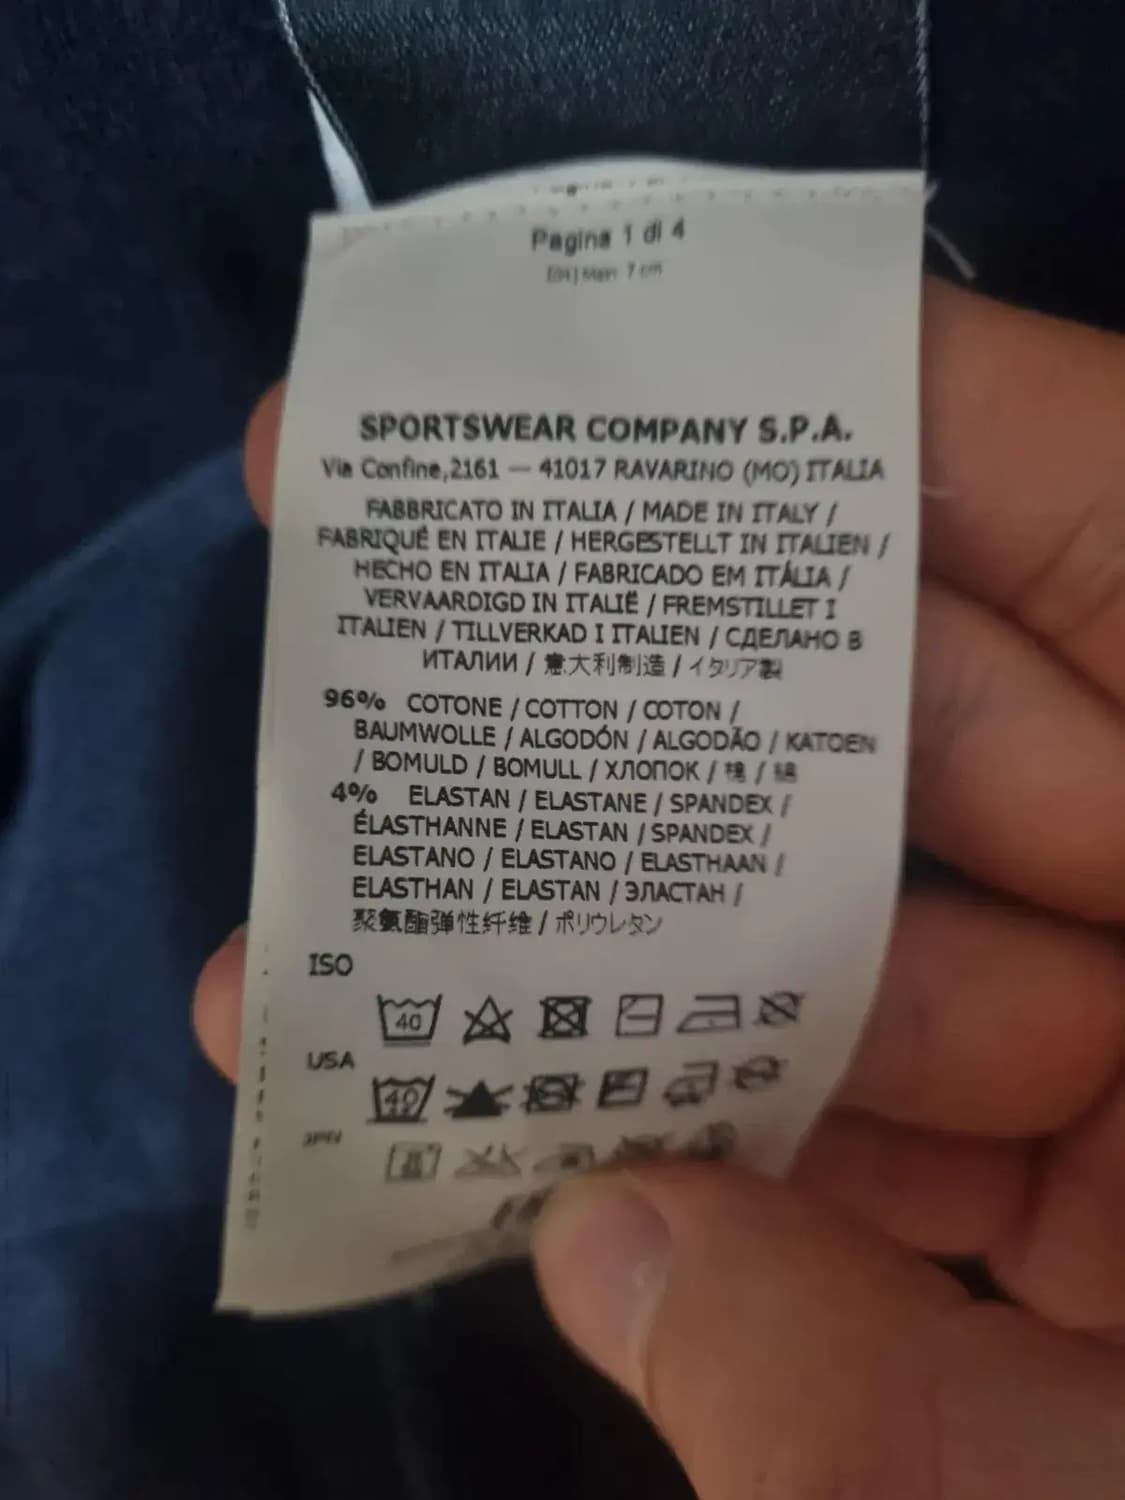 Pagina 1 di 4
SPORTSWEAR COMPANY S.P.A.
Via Confine,2161 — 41017 RAVARINO (MO) ITALIA
FABBRICATO IN ITALIA / MADE IN ITALY /
FABRIQUÉ EN ITALIE / HERGESTELLT IN ITALIEN /
HECHO EN ITALIA / FABRICADO EM ITÁLIA /
VERVAARDIGD IN ITALIË / FREMSTILLET I
ITALIEN / TILLVERKAD I ITALIEN / СДЕЛАНО В
ИТАЛИИ / 意大利制造 / イタリア製
96% COTONE / COTTON / COTON /
BAUMWOLLE / ALGODÓN / ALGODÃO / KATOEN
/ BOMULD / BOMULL / ХЛОПОК / 棉 / 綿
4% ELASTAN / ELASTANE / SPANDEX /
ÉLASTHANNE / ELASTAN / SPANDEX /
ELASTANO / ELASTANO / ELASTHAAN /
ELASTHAN / ELASTAN / ЭЛАСТАН /
聚氨酯弹性纤维 / ポリウレタン
ISO
40
USA
40
JPN